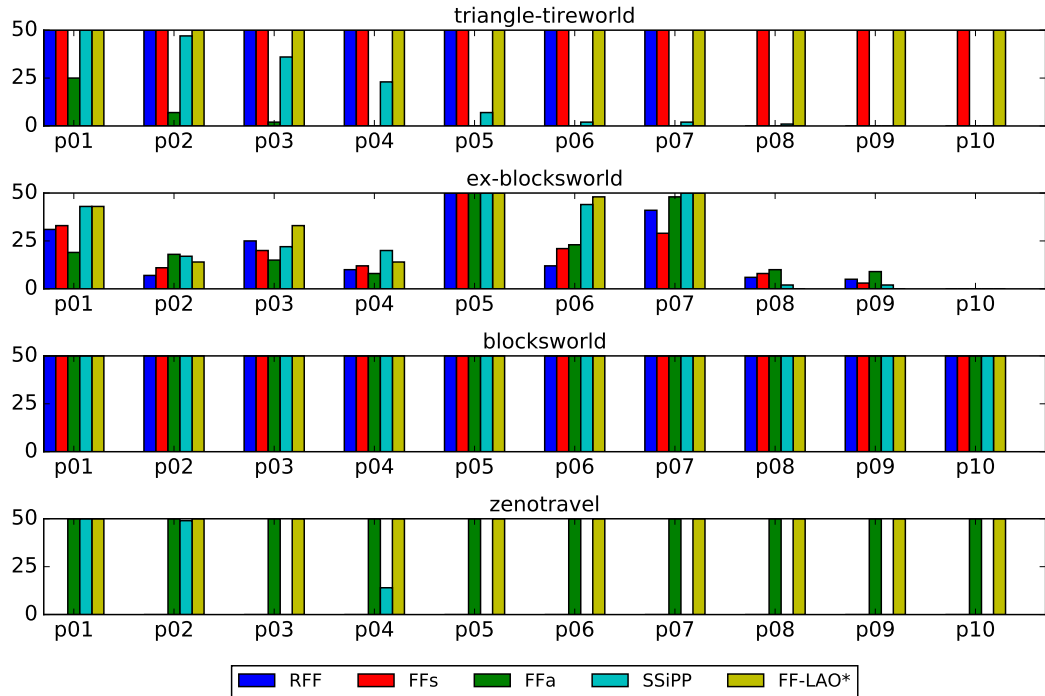 triangle-tireworld
50
25
0
p01 p02 p03 p04 p05 p06 p07 p08 p09 p10
ex-blocksworld
50
25
0
p01 p02 p03 p04 p05 p06 p07 p08 p09 p10
blocksworld
50
25
0
p01 p02 p03 p04 p05 p06 p07 p08 p09 p10
zenotravel
50
25
0
p01 p02 p03 p04 p05 p06 p07 p08 p09 p10
RFF FFs FFa SSiPP FF-LAO*